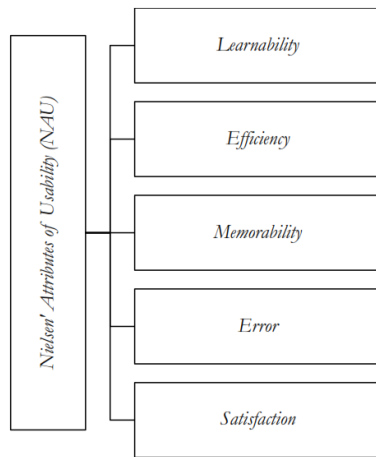 Nielsen' Attributes of Usability (NAU)
Learnability
Efficiency
Memorability
Error
Satisfaction